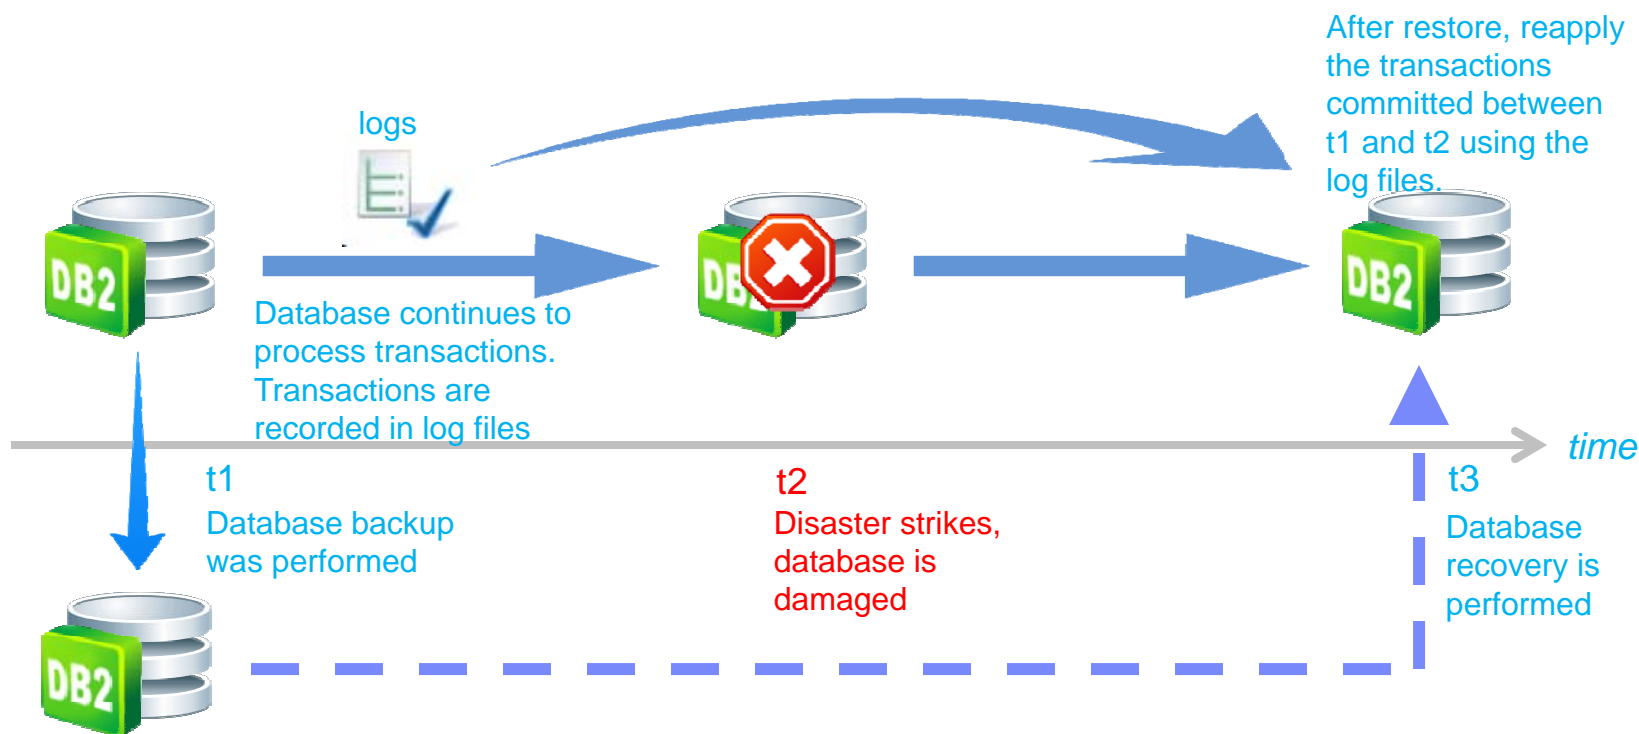 After restore, reapply
the transactions
committed between
t1 and t2 using the
log files.
logs
DB2
DB2
DB2
Database continues to
process transactions.
Transactions are
recorded in log files
time
t1
Database backup
was performed
t2
Disaster strikes,
database is
damaged
t3
Database
recovery is
performed
DB2